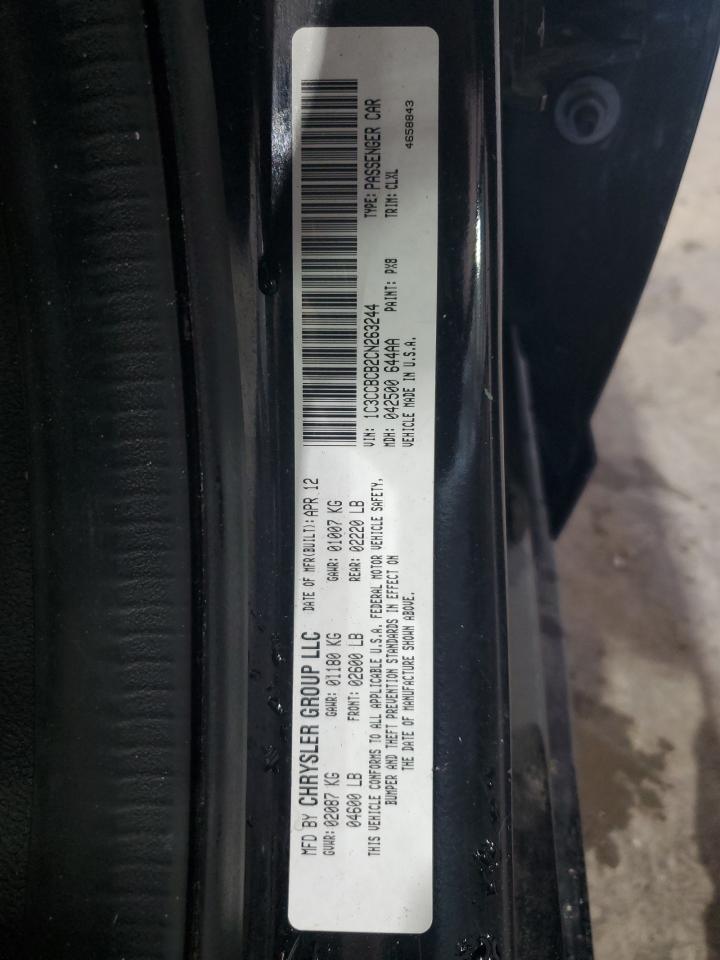 MFD BY CHRYSLER GROUP LLC DATE OF MFR(BUILT): APR 12
GVWR: 02087 KG GAWR: 01180 KG GAWR: 01007 KG
04600 LB FRONT: 02600 LB REAR: 02220 LB
THIS VEHICLE CONFORMS TO ALL APPLICABLE U.S.A. FEDERAL MOTOR VEHICLE SAFETY,
BUMPER AND THEFT PREVENTION STANDARDS IN EFFECT ON
THE DATE OF MANUFACTURE SHOWN ABOVE.
VIN: 1C3CCBCB2CN263244 TYPE: PASSENGER CAR
MDH: 042500 644AA PAINT: PX8 TRIM: CLXL
VEHICLE MADE IN U.S.A. 4658843